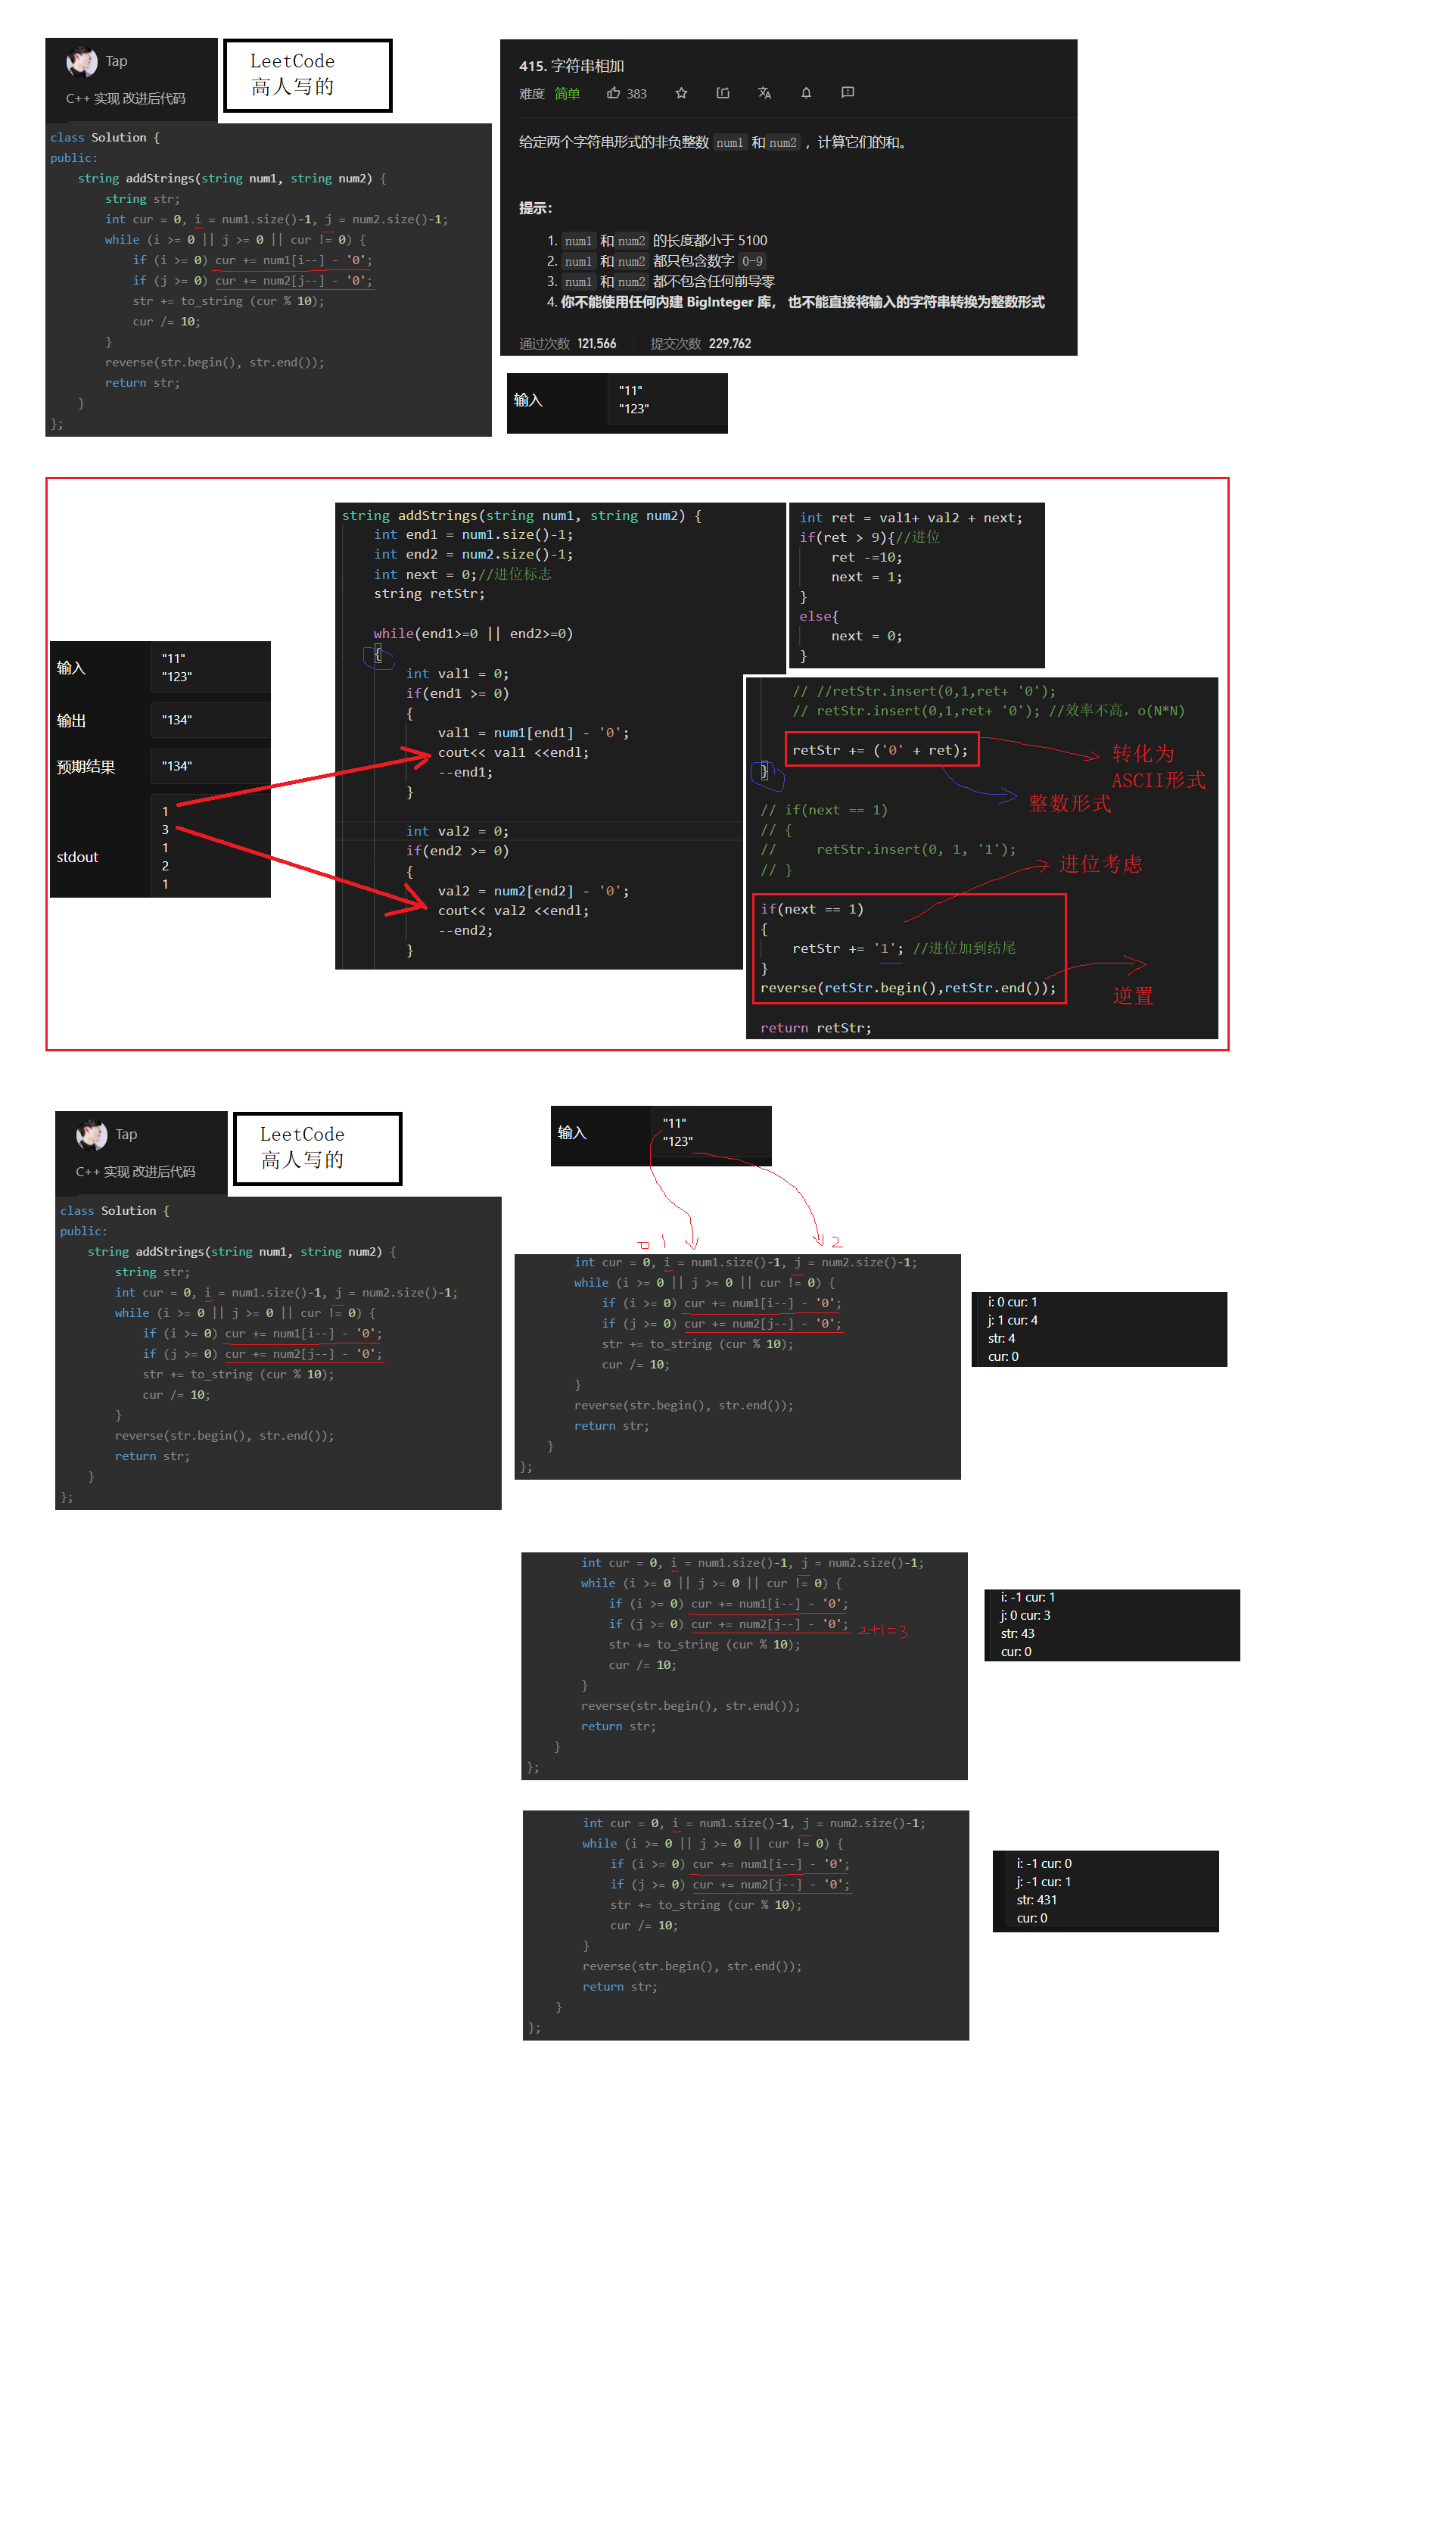 Tap
C++ 实现 改进后代码
LeetCode
高人写的
class Solution {
public:
    string addStrings(string num1, string num2) {
        string str;
        int cur = 0, i = num1.size()-1, j = num2.size()-1;
        while (i >= 0 || j >= 0 || cur != 0) {
            if (i >= 0) cur += num1[i--] - '0';
            if (j >= 0) cur += num2[j--] - '0';
            str += to_string (cur % 10);
            cur /= 10;
        }
        reverse(str.begin(), str.end());
        return str;
    }
};
415. 字符串相加
难度 简单 383
给定两个字符串形式的非负整数 num1 和 num2 ，计算它们的和。
提示：
1. num1 和 num2 的长度都小于 5100
2. num1 和 num2 都只包含数字 0-9
3. num1 和 num2 都不包含任何前导零
4. 你不能使用任何内建 BigInteger 库， 也不能直接将输入的字符串转换为整数形式
通过次数 121,566 提交次数 229,762
输入
"11"
"123"
输入
"11"
"123"
输出
"134"
预期结果
"134"
stdout
1
3
1
2
1
string addStrings(string num1, string num2) {
    int end1 = num1.size()-1;
    int end2 = num2.size()-1;
    int next = 0;//进位标志
    string retStr;
    while(end1>=0 || end2>=0)
    {
        int val1 = 0;
        if(end1 >= 0)
        {
            val1 = num1[end1] - '0';
            cout<< val1 <<endl;
            --end1;
        }
        int val2 = 0;
        if(end2 >= 0)
        {
            val2 = num2[end2] - '0';
            cout<< val2 <<endl;
            --end2;
        }
int ret = val1+ val2 + next;
if(ret > 9){//进位
    ret -=10;
    next = 1;
}
else{
    next = 0;
}
// //retStr.insert(0,1,ret+ '0');
// retStr.insert(0,1,ret+ '0'); //效率不高，o(N*N)
retStr += ('0' + ret);
转化为
ASCII形式
整数形式
}
// if(next == 1)
// {
//     retStr.insert(0, 1, '1');
// }
进位考虑
if(next == 1)
{
    retStr += '1'; //进位加到结尾
}
reverse(retStr.begin(),retStr.end());
逆置
return retStr;
Tap
C++ 实现 改进后代码
LeetCode
高人写的
class Solution {
public:
    string addStrings(string num1, string num2) {
        string str;
        int cur = 0, i = num1.size()-1, j = num2.size()-1;
        while (i >= 0 || j >= 0 || cur != 0) {
            if (i >= 0) cur += num1[i--] - '0';
            if (j >= 0) cur += num2[j--] - '0';
            str += to_string (cur % 10);
            cur /= 10;
        }
        reverse(str.begin(), str.end());
        return str;
    }
};
输入
"11"
"123"
1
2
int cur = 0, i = num1.size()-1, j = num2.size()-1;
while (i >= 0 || j >= 0 || cur != 0) {
    if (i >= 0) cur += num1[i--] - '0';
    if (j >= 0) cur += num2[j--] - '0';
    str += to_string (cur % 10);
    cur /= 10;
}
reverse(str.begin(), str.end());
return str;
}
};
i: 0 cur: 1
j: 1 cur: 4
str: 4
cur: 0
int cur = 0, i = num1.size()-1, j = num2.size()-1;
while (i >= 0 || j >= 0 || cur != 0) {
    if (i >= 0) cur += num1[i--] - '0';
    if (j >= 0) cur += num2[j--] - '0'; 2+1=3
    str += to_string (cur % 10);
    cur /= 10;
}
reverse(str.begin(), str.end());
return str;
}
};
i: -1 cur: 1
j: 0 cur: 3
str: 43
cur: 0
int cur = 0, i = num1.size()-1, j = num2.size()-1;
while (i >= 0 || j >= 0 || cur != 0) {
    if (i >= 0) cur += num1[i--] - '0';
    if (j >= 0) cur += num2[j--] - '0';
    str += to_string (cur % 10);
    cur /= 10;
}
reverse(str.begin(), str.end());
return str;
}
};
i: -1 cur: 0
j: -1 cur: 1
str: 431
cur: 0